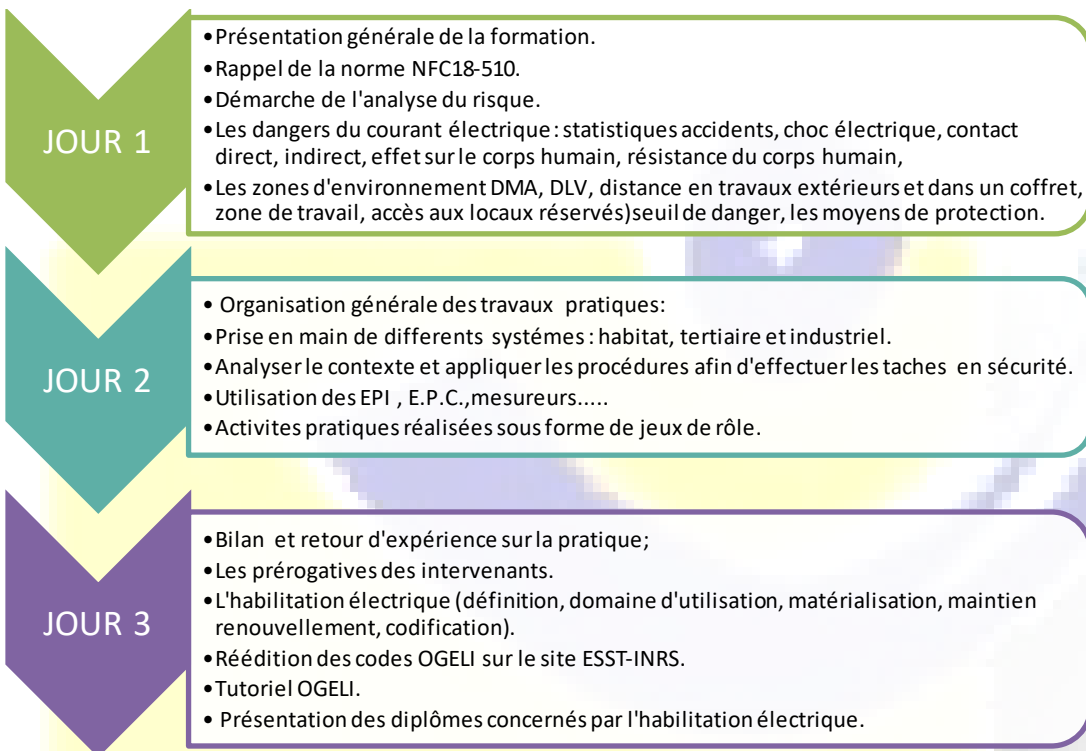 JOUR 1
•Présentation générale de la formation.
•Rappel de la norme NFC18-510.
•Démarche de l'analyse du risque.
•Les dangers du courant électrique : statistiques accidents, choc électrique, contact
direct, indirect, effet sur le corps humain, résistance du corps humain,
•Les zones d'environnement DMA, DLV, distance en travaux extérieurs et dans un coffret,
zone de travail, accès aux locaux réservés)seuil de danger, les moyens de protection.
JOUR 2
• Organisation générale des travaux pratiques:
•Prise en main de differents systémes : habitat, tertiaire et industriel.
•Analyser le contexte et appliquer les procédures afin d'effectuer les taches en sécurité.
•Utilisation des EPI , E.P.C.,mesureurs.....
•Activites pratiques réalisées sous forme de jeux de rôle.
JOUR 3
•Bilan et retour d'expérience sur la pratique;
•Les prérogatives des intervenants.
•L'habilitation électrique (définition, domaine d'utilisation, matérialisation, maintien
renouvellement, codification).
•Réédition des codes OGELI sur le site ESST-INRS.
•Tutoriel OGELI.
• Présentation des diplômes concernés par l'habilitation électrique.